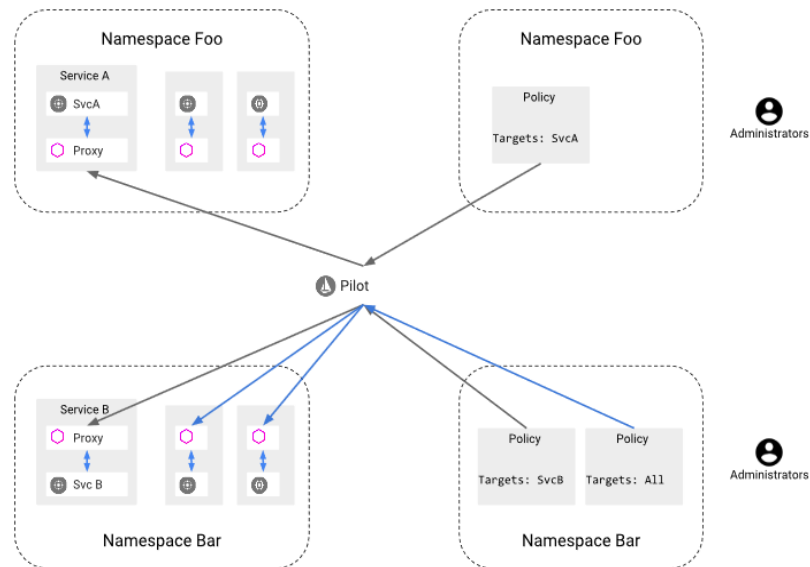 Namespace Foo
Service A
SvcA
Proxy
Namespace Foo
Policy
Targets: SvcA
Administrators
Pilot
Service B
Proxy
Svc B
Namespace Bar
Policy
Targets: SvcB
Policy
Targets: All
Namespace Bar
Administrators